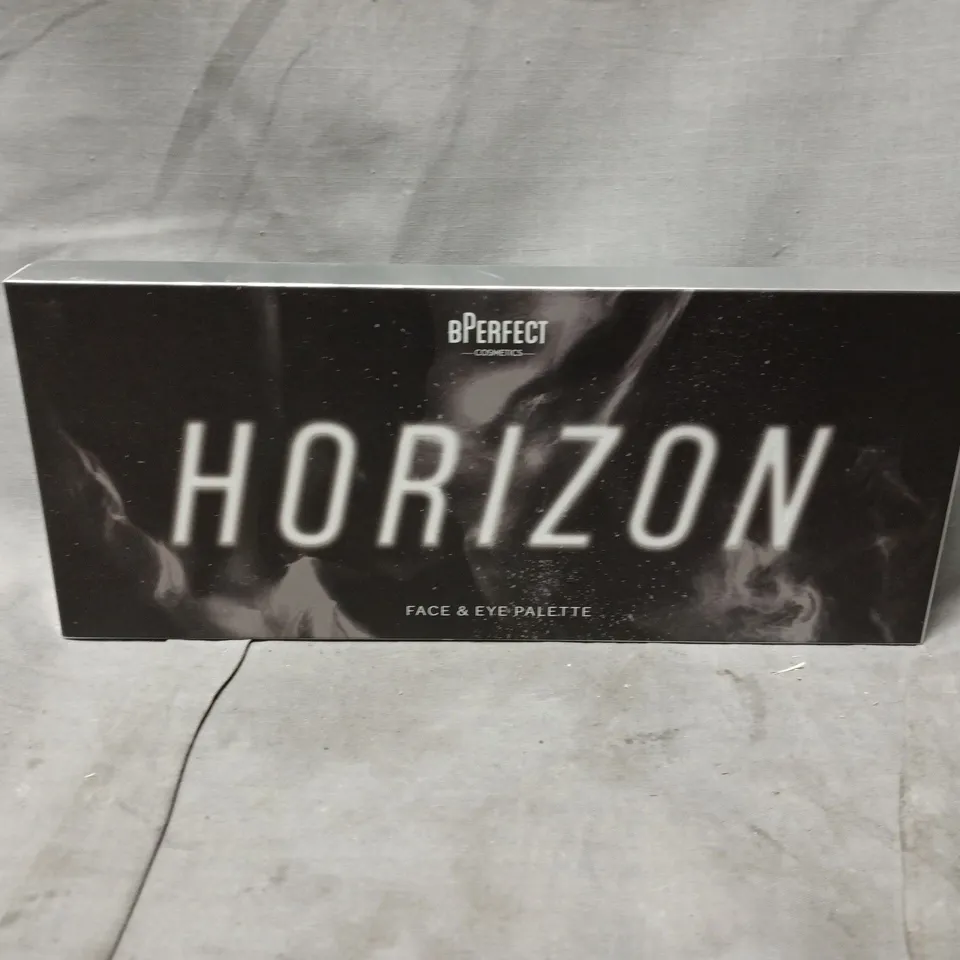 BPERFECT
COSMETICS
HORIZON
FACE & EYE PALETTE